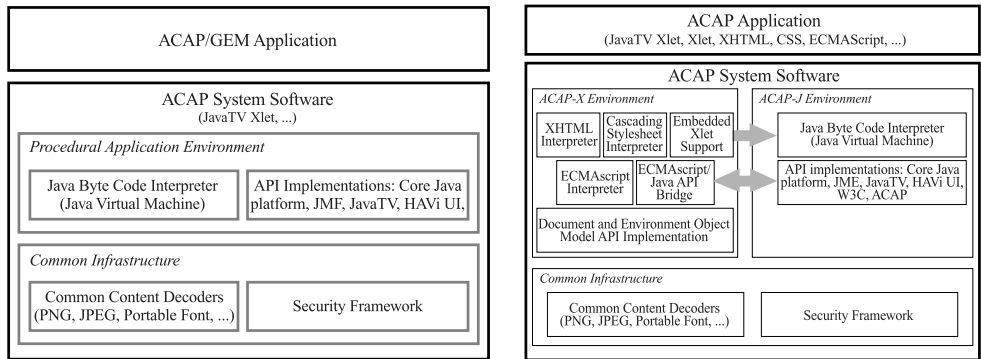 ACAP/GEM Application
ACAP System Software
(JavaTV Xlet, ...)
Procedural Application Environment
Java Byte Code Interpreter
(Java Virtual Machine)
API Implementations: Core Java
platform, JMF, JavaTV, HAVi UI,
Common Infrastructure
Common Content Decoders
(PNG, JPEG, Portable Font, ...)
Security Framework
ACAP Application
(JavaTV Xlet, Xlet, XHTML, CSS, ECMAScript, ...)
ACAP System Software
ACAP-X Environment
XHTML
Interpreter
Cascading
Stylesheet
Interpreter
Embedded
Xlet
Support
ECMAscript
Interpreter
ECMAscript/
Java API
Bridge
Document and Environment Object
Model API Implementation
ACAP-J Environment
Java Byte Code Interpreter
(Java Virtual Machine)
API implementations: Core Java
platform, JME, JavaTV, HAVi UI,
W3C, ACAP
Common Infrastructure
Common Content Decoders
(PNG, JPEG, Portable Font, ...)
Security Framework